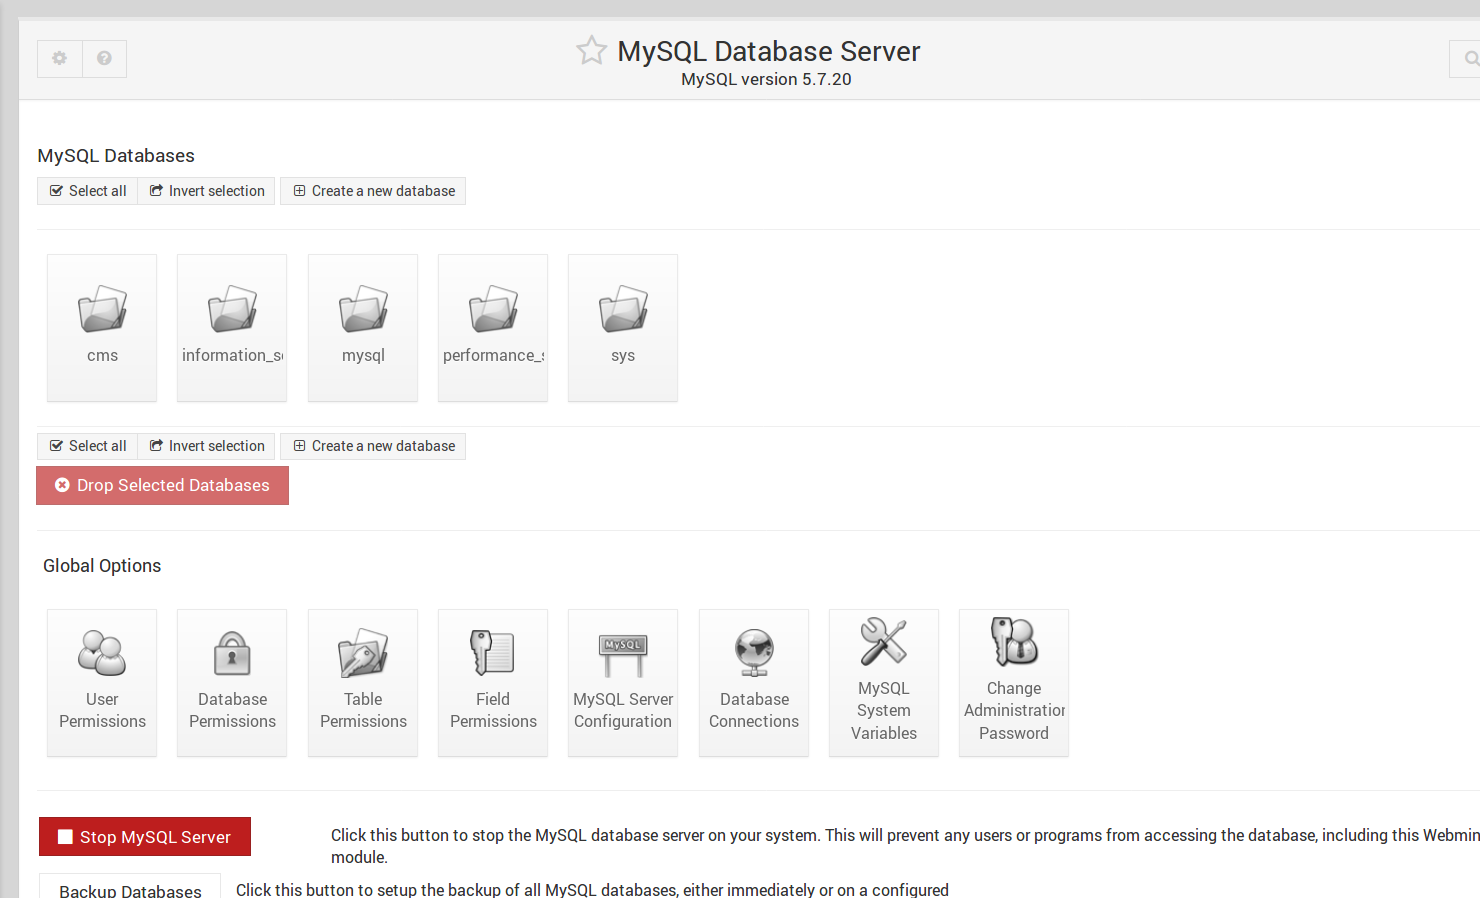 MySQL Database Server
MySQL version 5.7.20
MySQL Databases
Select all Invert selection Create a new database
cms information_s mysql performance_ sys
Select all Invert selection Create a new database
Drop Selected Databases
Global Options
User Permissions
Database Permissions
Table Permissions
Field Permissions
MySQL
MySQL Server Configuration
Database Connections
MySQL System Variables
Change Administration Password
Stop MySQL Server
Click this button to stop the MySQL database server on your system. This will prevent any users or programs from accessing the database, including this Webmin
module.
Backup Databases
Click this button to setup the backup of all MySQL databases, either immediately or on a configured